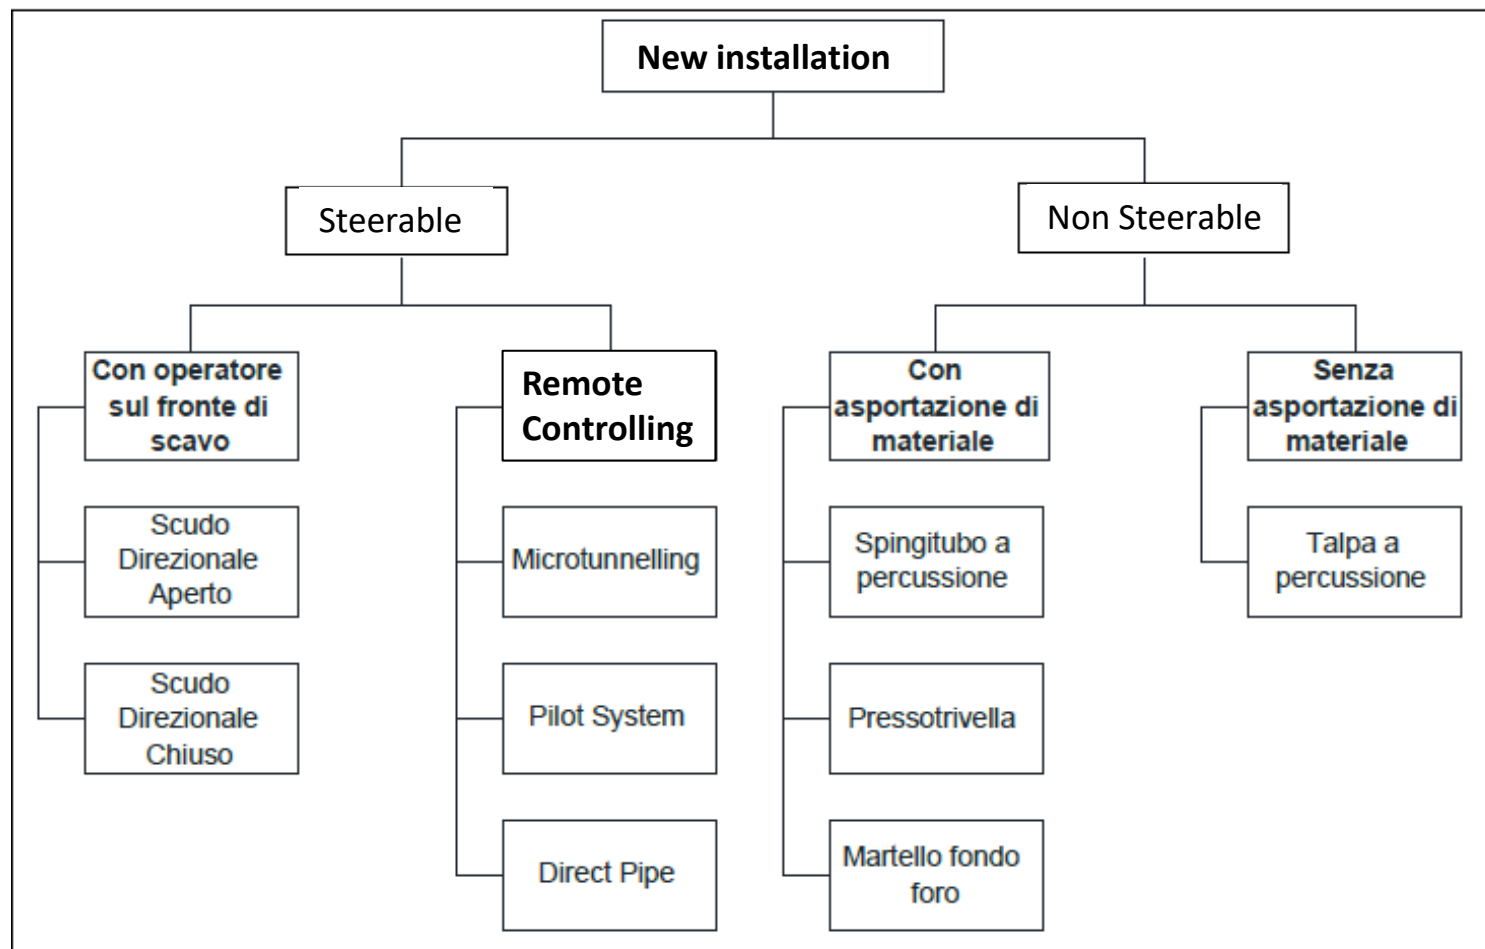 New installation
Steerable
Non Steerable
Con operatore
sul fronte di
scavo
Remote
Controlling
Con
asportazione di
materiale
Senza
asportazione di
materiale
Scudo
Direzionale
Aperto
Microtunnelling
Spingitubo a
percussione
Talpa a
percussione
Scudo
Direzionale
Chiuso
Pilot System
Pressotrivella
Direct Pipe
Martello fondo
foro